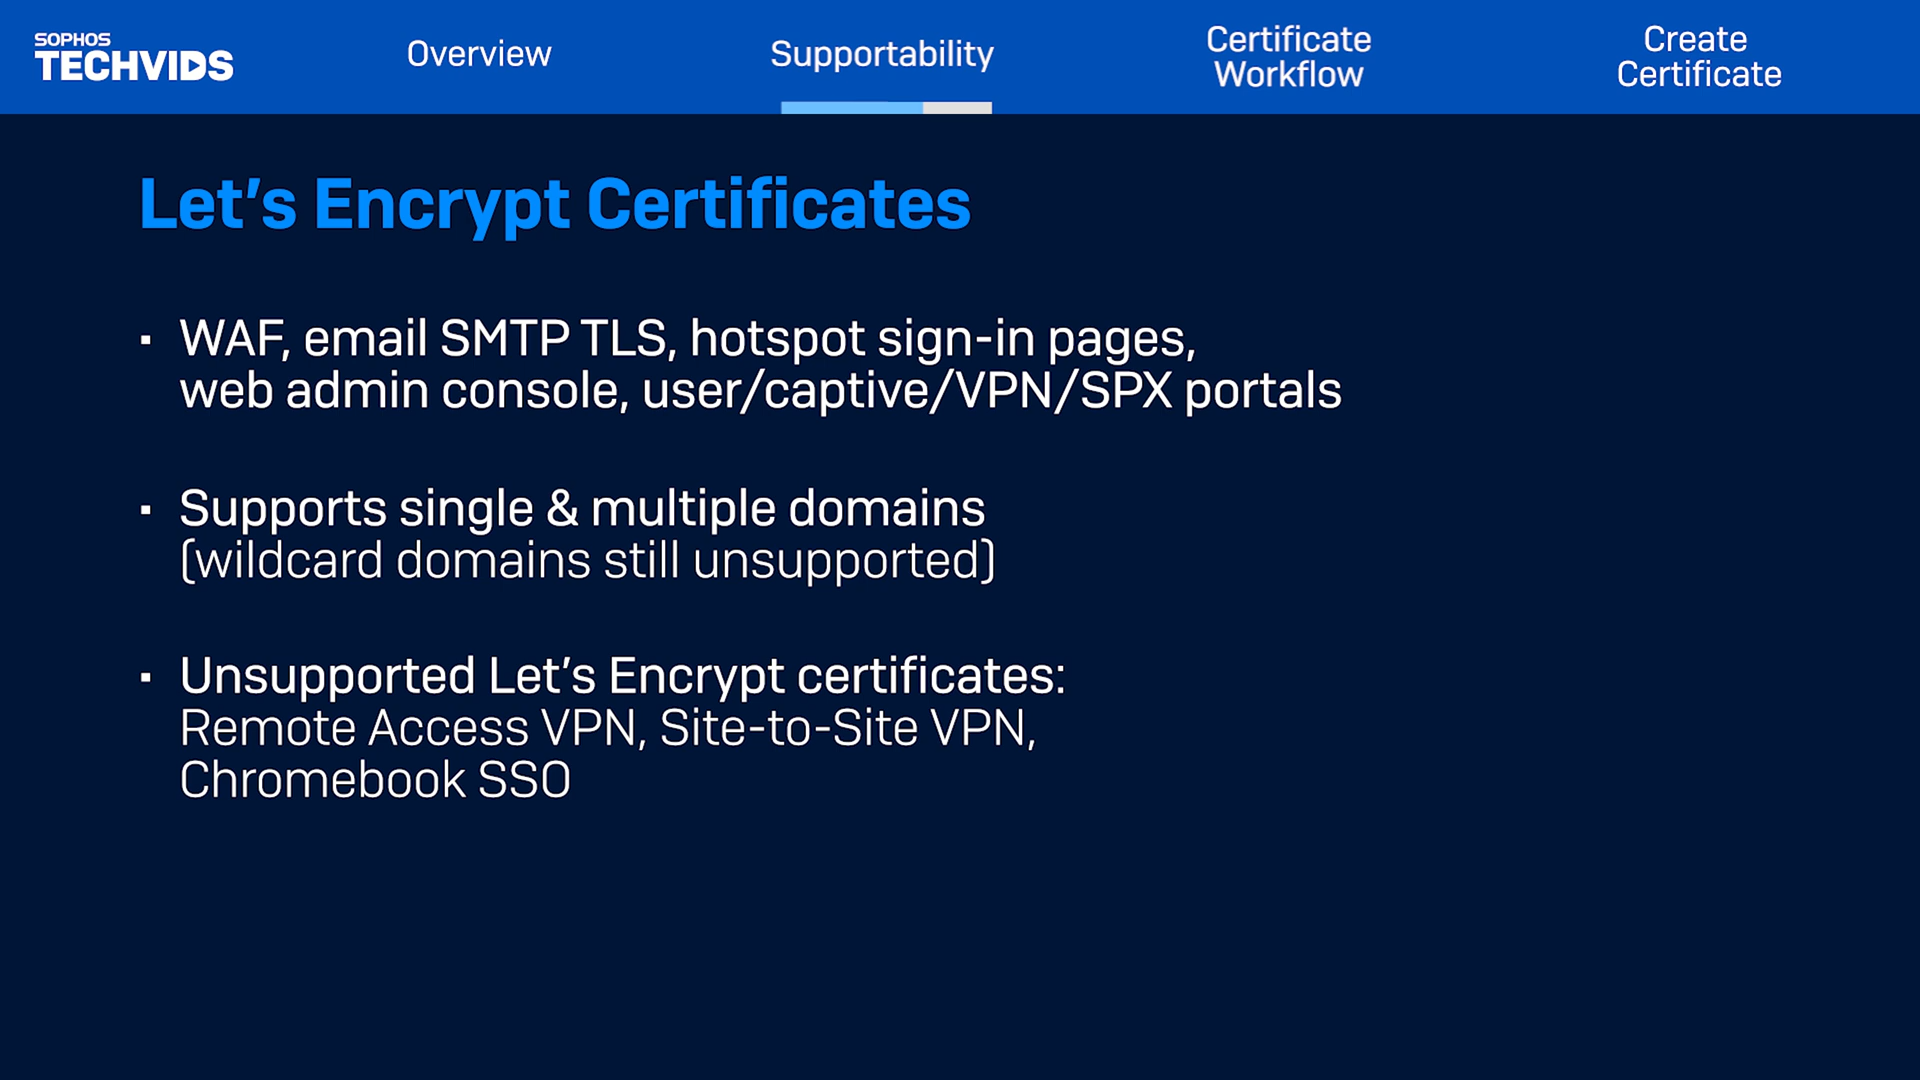 SOPHOS
TECHVIDS
Overview
Supportability
Certificate
Workflow
Create
Certificate
Let’s Encrypt Certificates
▪ WAF, email SMTP TLS, hotspot sign-in pages,
web admin console, user/captive/VPN/SPX portals
▪ Supports single & multiple domains
(wildcard domains still unsupported)
▪ Unsupported Let’s Encrypt certificates:
Remote Access VPN, Site-to-Site VPN,
Chromebook SSO